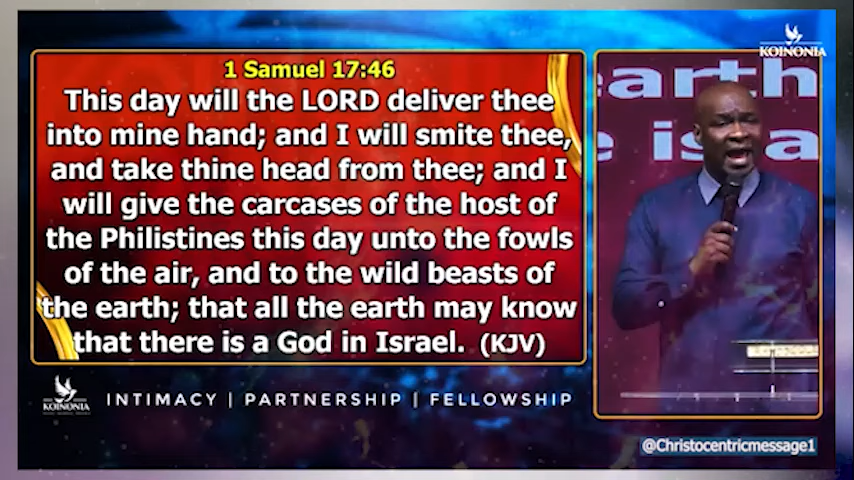 1 Samuel 17:46
This day will the LORD deliver thee
into mine hand; and I will smite thee,
and take thine head from thee; and I
will give the carcases of the host of
the Philistines this day unto the fowls
of the air, and to the wild beasts of
the earth; that all the earth may know
that there is a God in Israel. (KJV)
KOINONIA
earth
e is a
KOINONIA
INTIMACY | PARTNERSHIP | FELLOWSHIP
@Christocentricmessage1